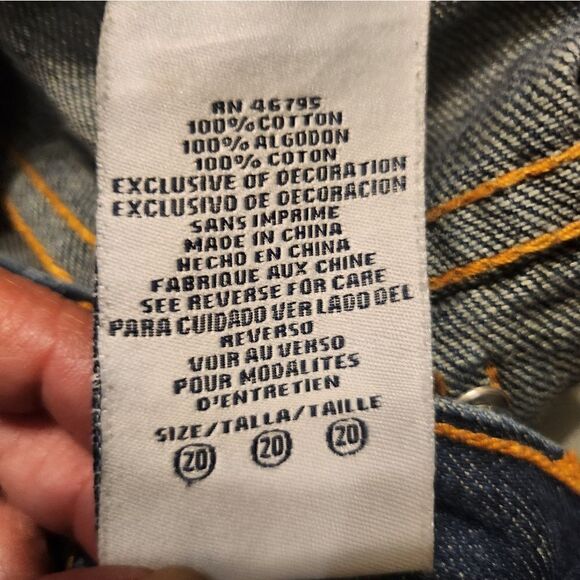 RN 46795
100% COTTON
100% ALGODON
100% COTON
EXCLUSIVE OF DECORATION
EXCLUSIVO DE DECORACION
SANS IMPRIME
MADE IN CHINA
HECHO EN CHINA
FABRIQUE AUX CHINE
SEE REVERSE FOR CARE
PARA CUIDADO VER LADO DEL
REVERSO
VOIR AU VERSO
POUR MODALITES
D'ENTRETIEN
SIZE/TALLA/TAILLE
20 20 20